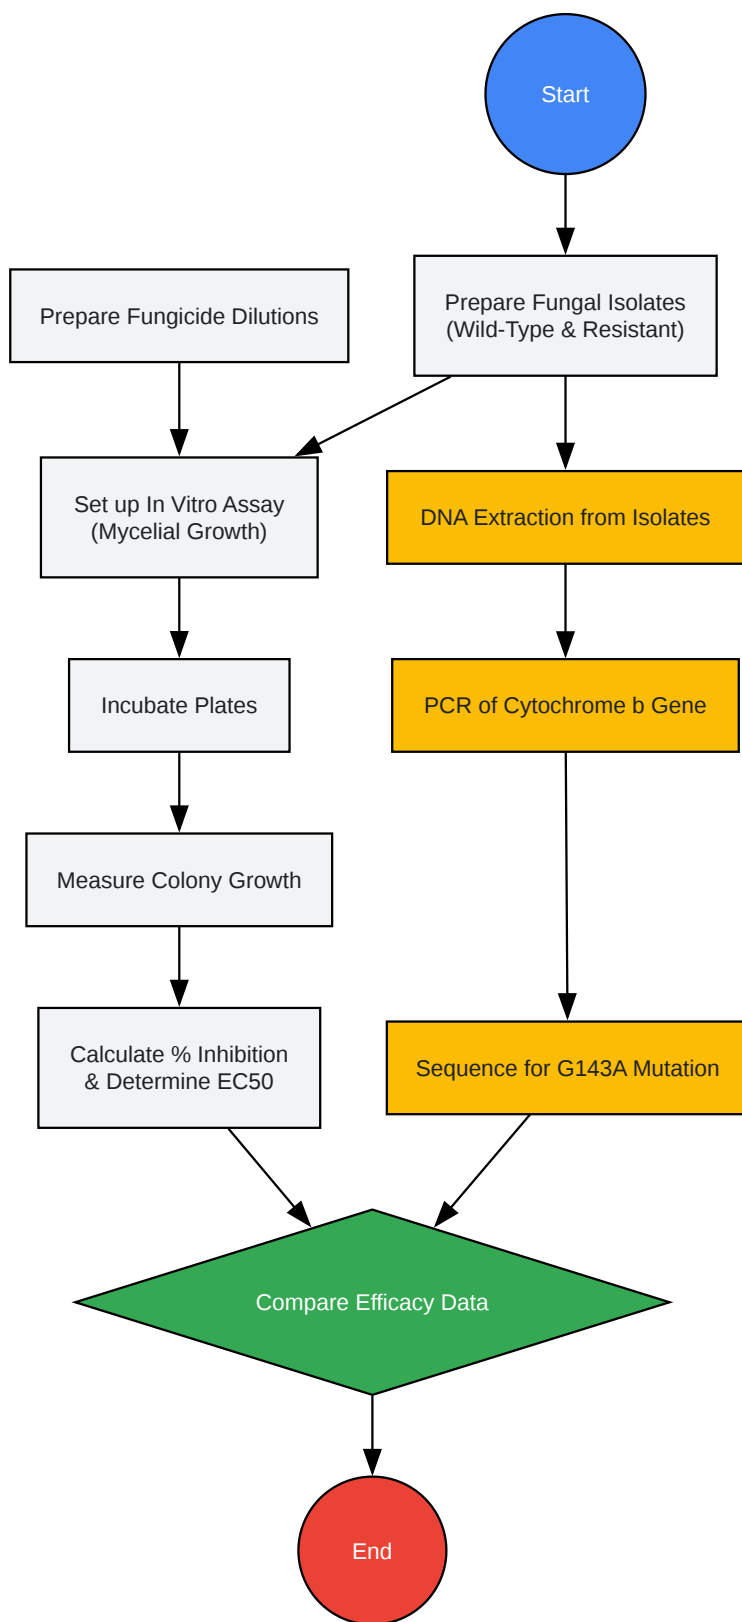 Start
Prepare Fungicide Dilutions
Prepare Fungal Isolates
(Wild-Type & Resistant)
Set up In Vitro Assay
(Mycelial Growth)
DNA Extraction from Isolates
Incubate Plates
PCR of Cytochrome b Gene
Measure Colony Growth
Calculate % Inhibition
& Determine EC50
Sequence for G143A Mutation
Compare Efficacy Data
End